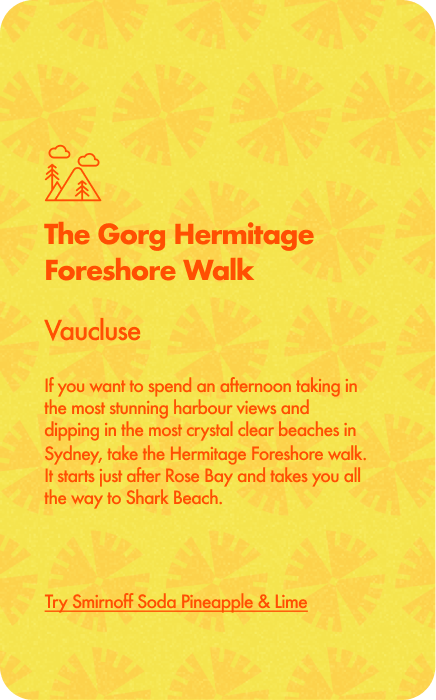 The Gorg Hermitage
Foreshore Walk
Vaucluse
If you want to spend an afternoon taking in
the most stunning harbour views and
dipping in the most crystal clear beaches in
Sydney, take the Hermitage Foreshore walk.
It starts just after Rose Bay and takes you all
the way to Shark Beach.
Try Smirnoff Soda Pineapple & Lime